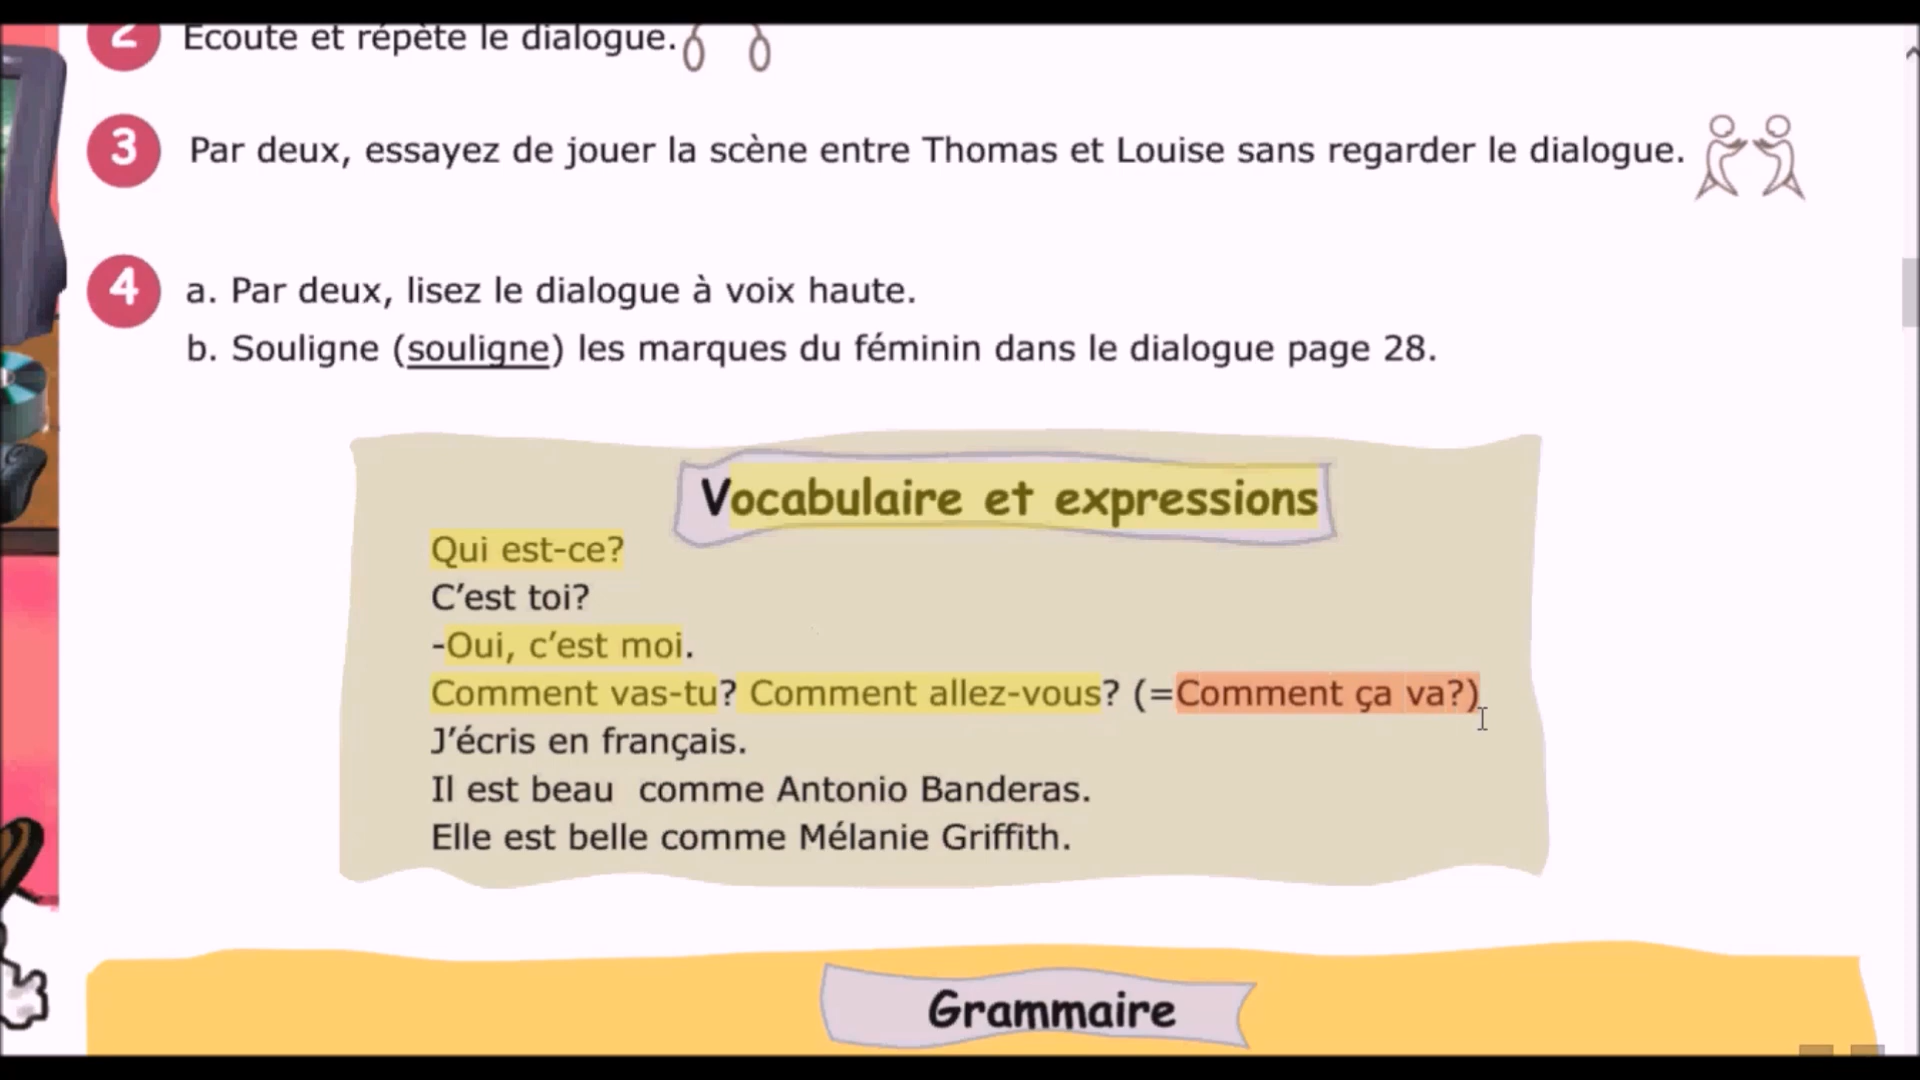 2 Ecoute et répète le dialogue.
3 Par deux, essayez de jouer la scène entre Thomas et Louise sans regarder le dialogue.
4 a. Par deux, lisez le dialogue à voix haute.
b. Souligne (souligne) les marques du féminin dans le dialogue page 28.
Vocabulaire et expressions
Qui est-ce?
C’est toi?
-Oui, c’est moi.
Comment vas-tu? Comment allez-vous? (=Comment ça va?)
J’écris en français.
Il est beau  comme Antonio Banderas.
Elle est belle comme Mélanie Griffith.
Grammaire